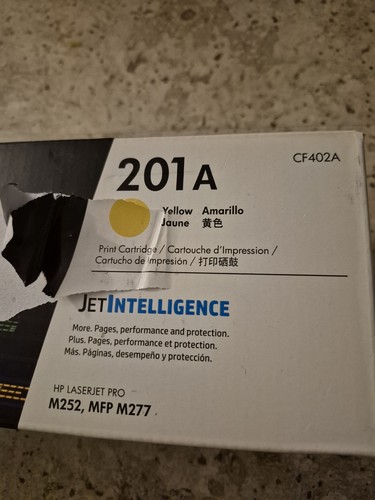 201A
CF402A
Yellow Amarillo
Jaune 黄色
Print Cartridge / Cartouche d'Impression /
Cartucho de Impresión / 打印硒鼓
JETINTELLIGENCE
More. Pages, performance and protection.
Plus. Pages, performance et protection.
Más. Páginas, desempeño y protección.
HP LASERJET PRO
M252, MFP M277